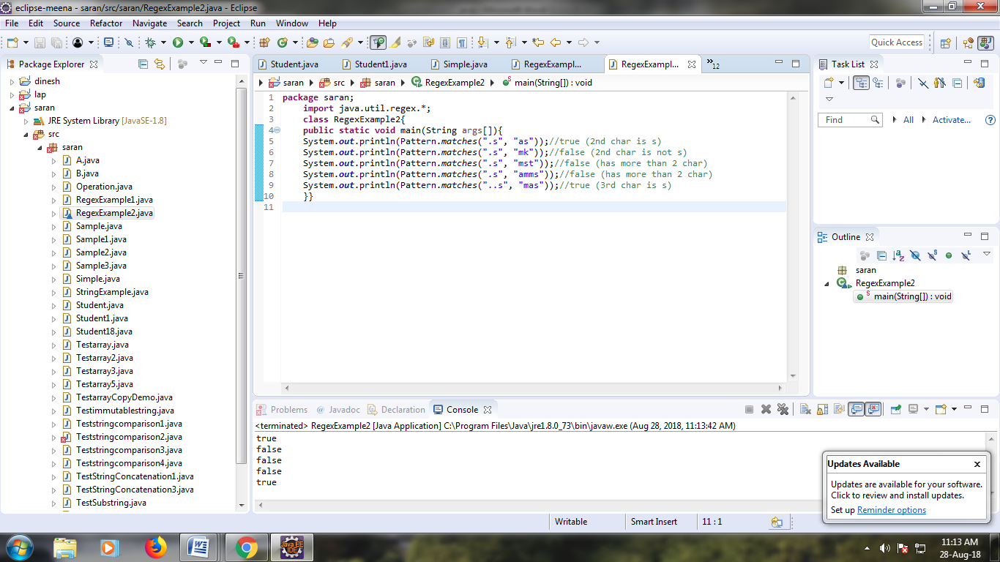 eclipse-meena - saran/src/saran/RegexExample2.java - Eclipse
File Edit Source Refactor Navigate Search Project Run Window Help
Quick Access
Package Explorer
dinesh
lap
saran
JRE System Library [JavaSE-1.8]
src
saran
A.java
B.java
Operation.java
RegexExample1.java
RegexExample2.java
Sample.java
Sample1.java
Sample2.java
Sample3.java
Simple.java
StringExample.java
Student.java
Student1.java
Student18.java
Testarray.java
Testarray2.java
Testarray3.java
Testarray5.java
TestarrayCopyDemo.java
Testimmutablestring.java
Teststringcomparison1.java
Teststringcomparison2.java
Teststringcomparison3.java
Teststringcomparison4.java
TestStringConcatenation1.java
TestStringConcatenation3.java
TestSubstring.java
Student.java Student1.java Simple.java RegexExampl... RegexExampl... »12
saran src saran RegexExample2 main(String[]) : void
1 package saran;
2 import java.util.regex.*;
3 class RegexExample2{
4 public static void main(String args[]){
5 System.out.println(Pattern.matches(".s", "as"));//true (2nd char is s)
6 System.out.println(Pattern.matches(".s", "mk"));//false (2nd char is not s)
7 System.out.println(Pattern.matches(".s", "mst"));//false (has more than 2 char)
8 System.out.println(Pattern.matches(".s", "amms"));//false (has more than 2 char)
9 System.out.println(Pattern.matches("..s", "mas"));//true (3rd char is s)
10 }}
11
Task List
Find All Activate...
Outline
saran
RegexExample2
main(String[]) : void
Problems @ Javadoc Declaration Console
<terminated> RegexExample2 [Java Application] C:\Program Files\Java\jre1.8.0_73\bin\javaw.exe (Aug 28, 2018, 11:13:42 AM)
true
false
false
false
true
Updates Available
Updates are available for your software.
Click to review and install updates.
Set up Reminder options
Writable Smart Insert 11 : 1
Java EE
IDE
11:13 AM
28-Aug-18